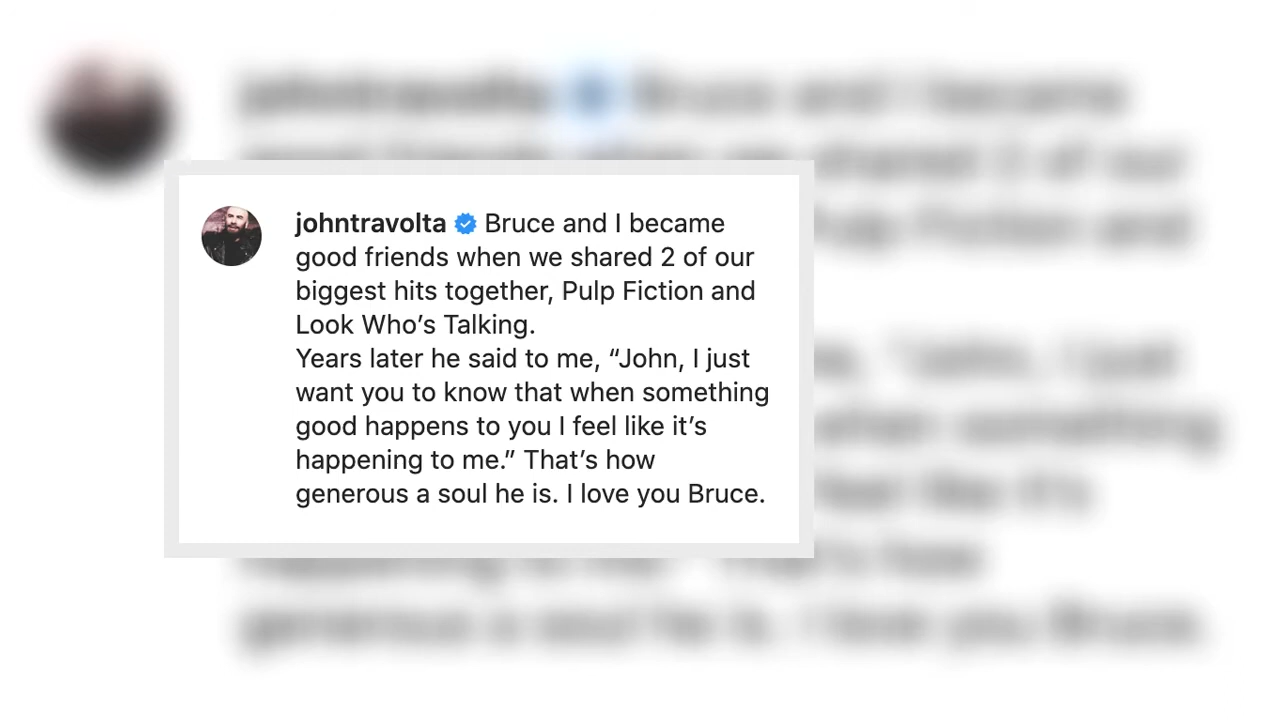 johntravolta Bruce and I became
good friends when we shared 2 of our
biggest hits together, Pulp Fiction and
Look Who’s Talking.
Years later he said to me, “John, I just
want you to know that when something
good happens to you I feel like it’s
happening to me.” That’s how
generous a soul he is. I love you Bruce.